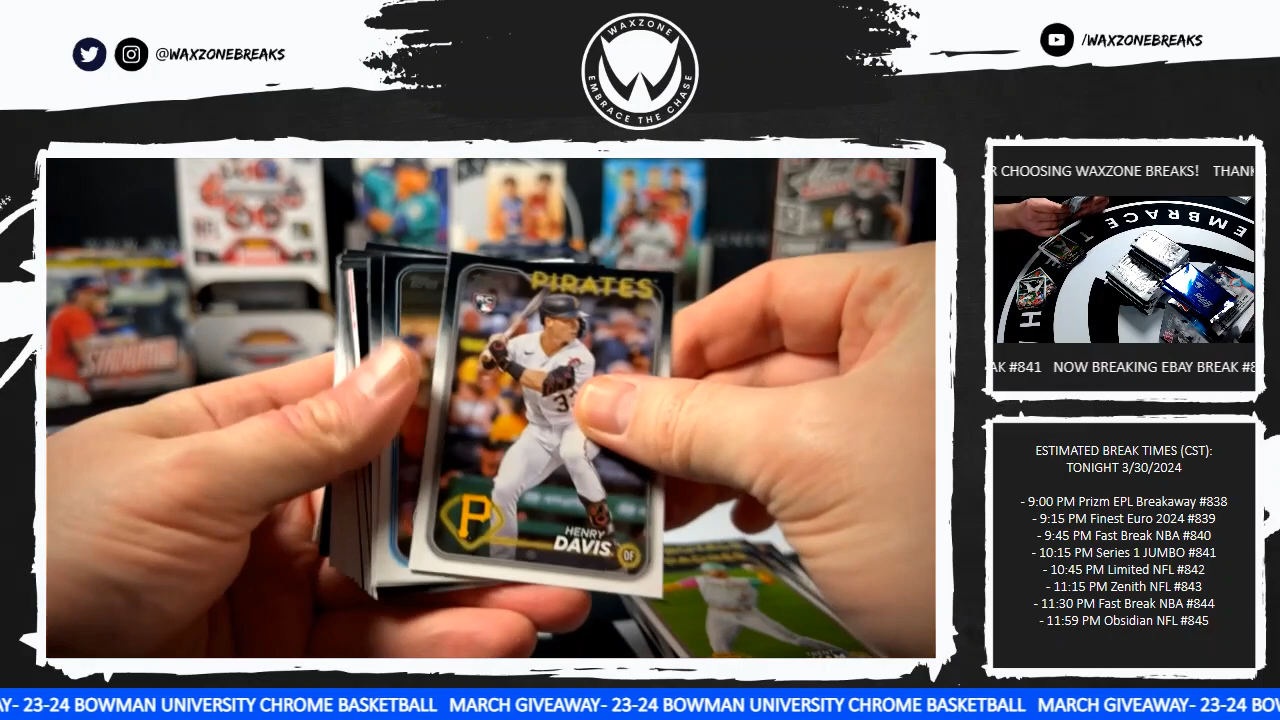 @WAXZONEBREAKS
WAXZONE
EMBRACE THE CHASE
/WAXZONEBREAKS
R CHOOSING WAXZONE BREAKS! THANK
EMBRACE
TH
AK #841 NOW BREAKING EBAY BREAK #8
PIRATES
RC
32
P
HENRY
DAVIS
OF
ESTIMATED BREAK TIMES (CST):
TONIGHT 3/30/2024
- 9:00 PM Prizm EPL Breakaway #838
- 9:15 PM Finest Euro 2024 #839
- 9:45 PM Fast Break NBA #840
- 10:15 PM Series 1 JUMBO #841
- 10:45 PM Limited NFL #842
- 11:15 PM Zenith NFL #843
- 11:30 PM Fast Break NBA #844
- 11:59 PM Obsidian NFL #845
AY- 23-24 BOWMAN UNIVERSITY CHROME BASKETBALL MARCH GIVEAWAY- 23-24 BOWMAN UNIVERSITY CHROME BASKETBALL MARCH GIVEAWAY- 23-24 BO